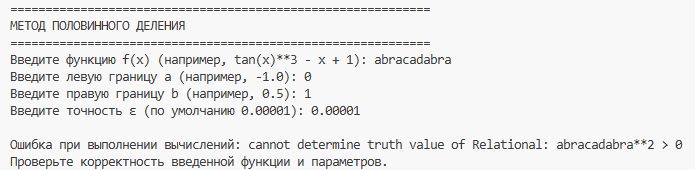 ============================================================
МЕТОД ПОЛОВИННОГО ДЕЛЕНИЯ
============================================================
Введите функцию f(x) (например, tan(x)**3 - x + 1): abracadabra
Введите левую границу a (например, -1.0): 0
Введите правую границу b (например, 0.5): 1
Введите точность ε (по умолчанию 0.00001): 0.00001
Ошибка при выполнении вычислений: cannot determine truth value of Relational: abracadabra**2 > 0
Проверьте корректность введенной функции и параметров.